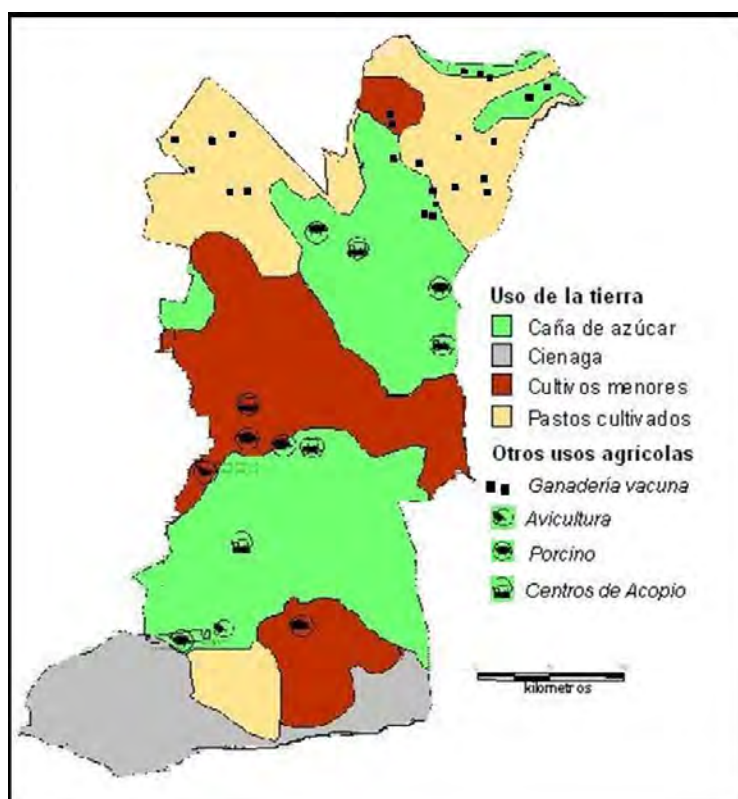 Uso de la tierra
Caña de azúcar
Cienaga
Cultivos menores
Pastos cultivados
Otros usos agrícolas
Ganadería vacuna
Avicultura
Porcino
Centros de Acopio
kilometros